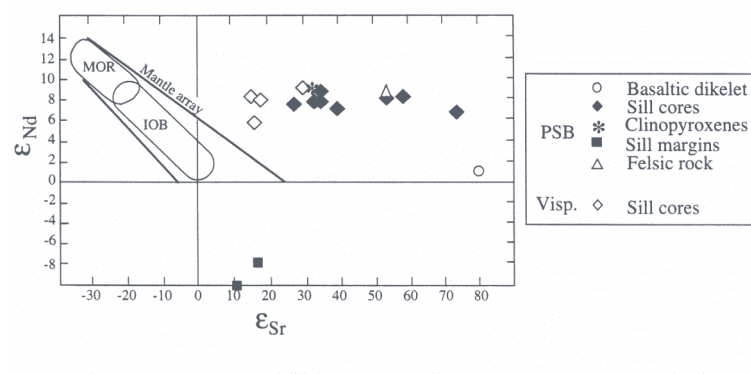 14
12
10
8
6
4
2
0
-2
-4
-6
-8
εNd
MOR
Mantle array
IOB
-30 -20 -10 0 10 20 30 40 50 60 70 80
εSr
Basaltic dikelet
Sill cores
PSB Clinopyroxenes
Sill margins
Felsic rock
Visp. Sill cores